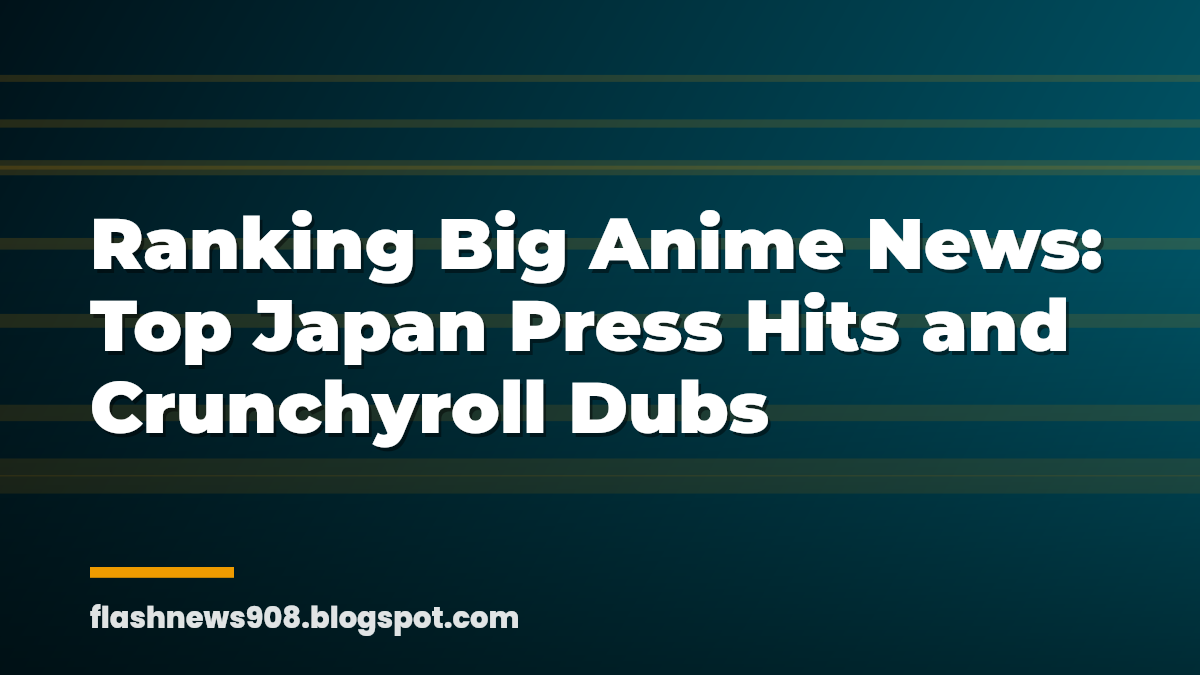 Ranking Big Anime News:
Top Japan Press Hits and
Crunchyroll Dubs
flashnews908.blogspot.com